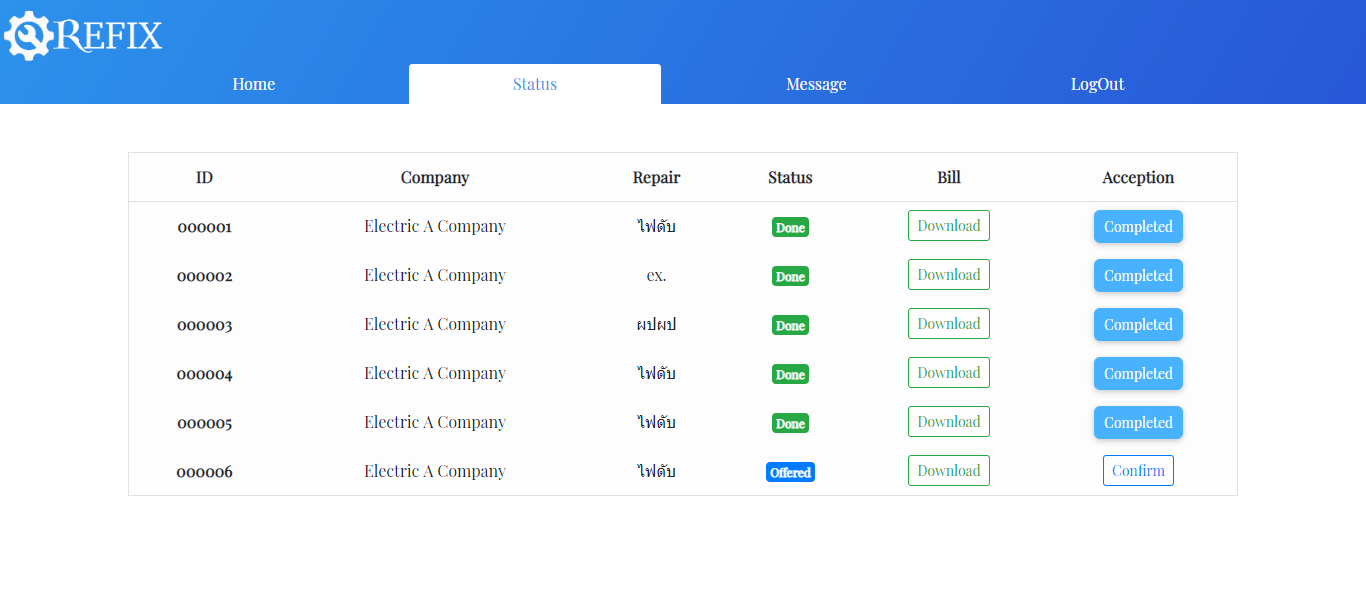 REFIX
Home Status Message LogOut
ID Company Repair Status Bill Acception
000001 Electric A Company ไฟดับ Done Download Completed
000002 Electric A Company ex. Done Download Completed
000003 Electric A Company ผปผป Done Download Completed
000004 Electric A Company ไฟดับ Done Download Completed
000005 Electric A Company ไฟดับ Done Download Completed
000006 Electric A Company ไฟดับ Offered Download Confirm